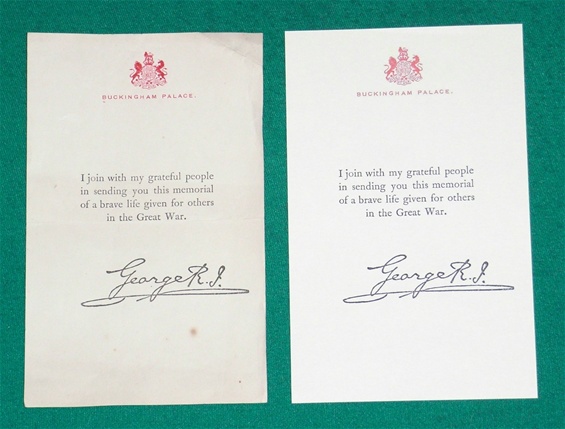 BUCKINGHAM PALACE.
I join with my grateful people
in sending you this memorial
of a brave life given for others
in the Great War.
George R.I.
BUCKINGHAM PALACE.
I join with my grateful people
in sending you this memorial
of a brave life given for others
in the Great War.
George R.I.